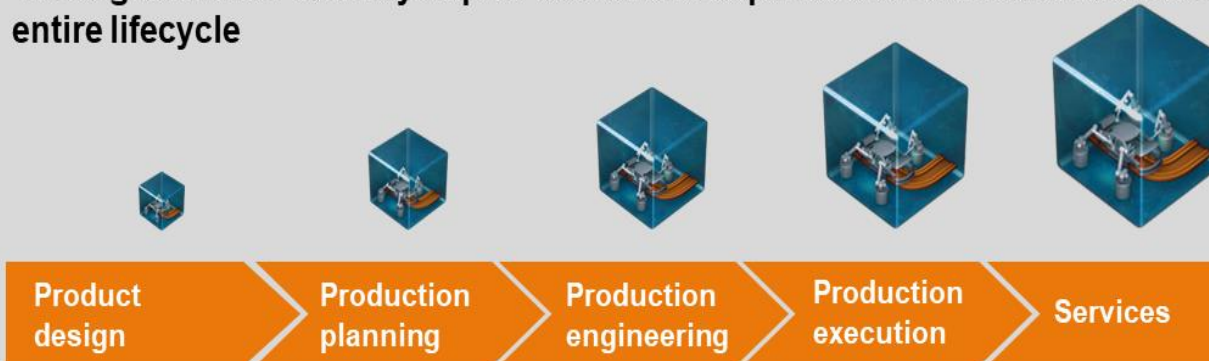 entire lifecycle
Product
design
Production
planning
Production
engineering
Production
execution
Services